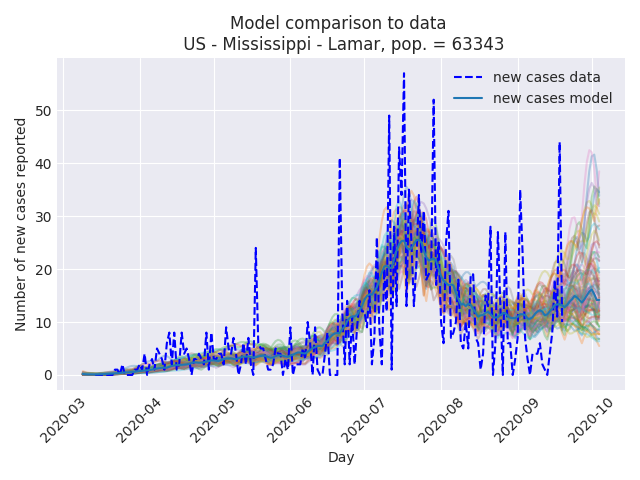 Model comparison to data
US - Mississippi - Lamar, pop. = 63343
new cases data
new cases model
Number of new cases reported
50
40
30
20
10
0
2020-03
2020-04
2020-05
2020-06
2020-07
2020-08
2020-09
2020-10
Day